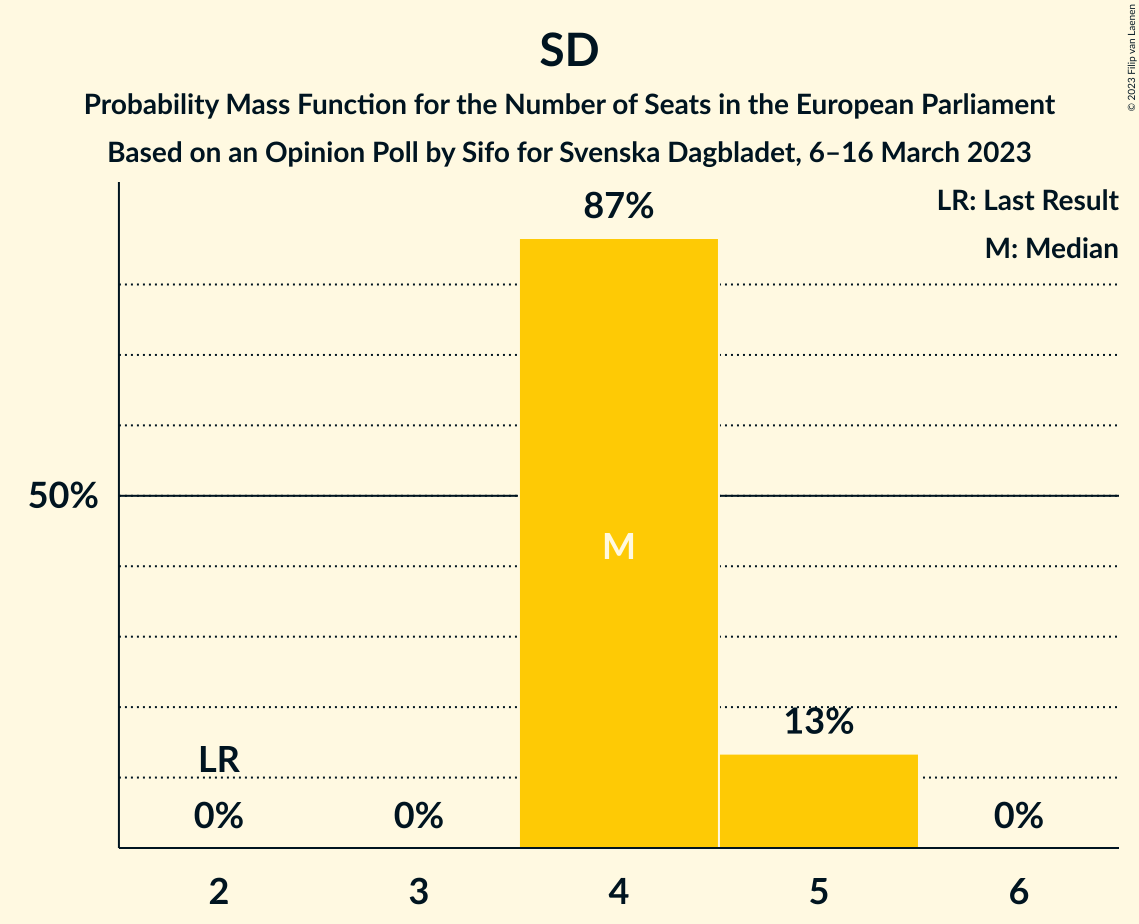 SD
Probability Mass Function for the Number of Seats in the European Parliament
Based on an Opinion Poll by Sifo for Svenska Dagbladet, 6–16 March 2023
© 2023 Filip van Laenen
LR: Last Result
M: Median
87%
50%
M
13%
LR
0%
0%
0%
2
3
4
5
6